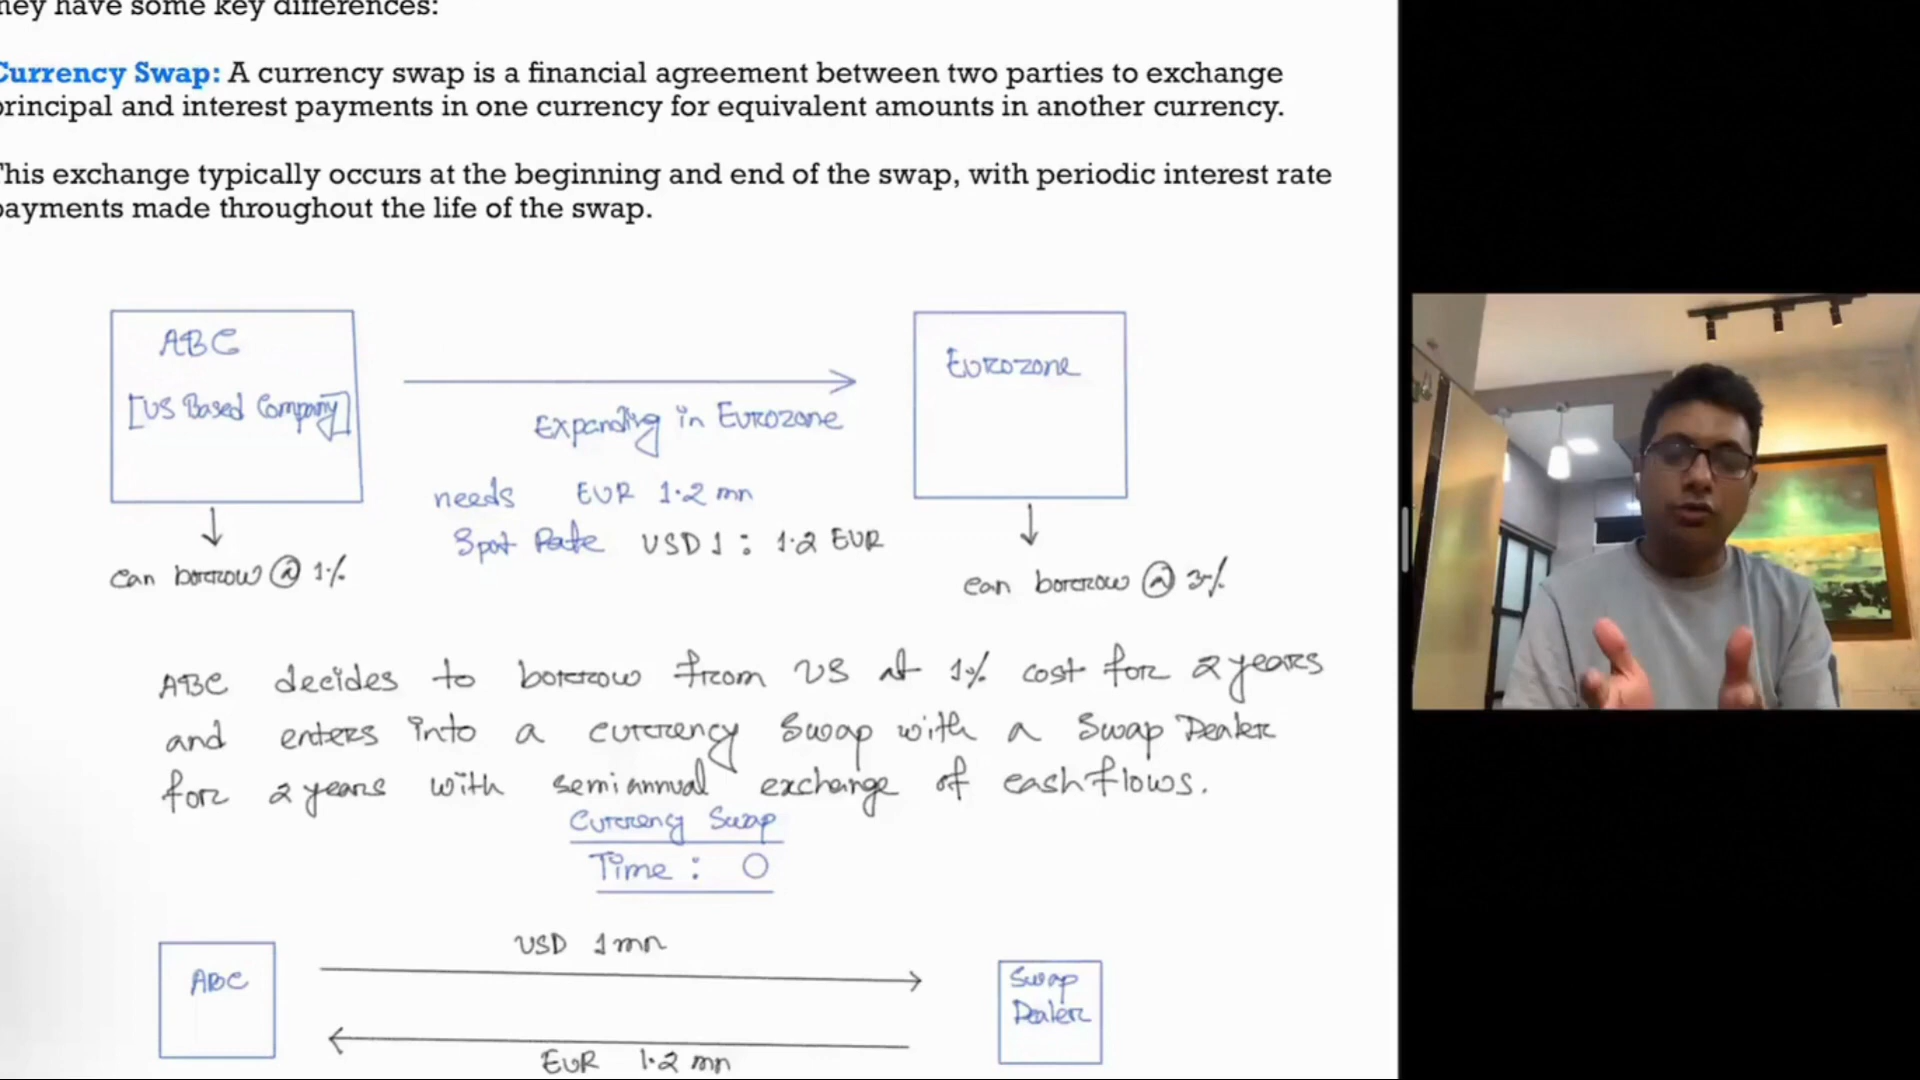 hey have some key differences:
Currency Swap: A currency swap is a financial agreement between two parties to exchange
principal and interest payments in one currency for equivalent amounts in another currency.
This exchange typically occurs at the beginning and end of the swap, with periodic interest rate
payments made throughout the life of the swap.
ABC
[US Based Company]
Expanding in Eurozone
Eurozone
needs EUR 1.2 mn
Spot Rate USD 1 : 1.2 EUR
can borrow @ 1%
can borrow @ 3%
ABC decides to borrow from US at 1% cost for 2 years
and enters into a currency swap with a Swap Dealer
for 2 years with semiannual exchange of cashflows.
Currency Swap
Time : 0
USD 1 mn
ABC
Swap
Dealer
EUR 1.2 mn